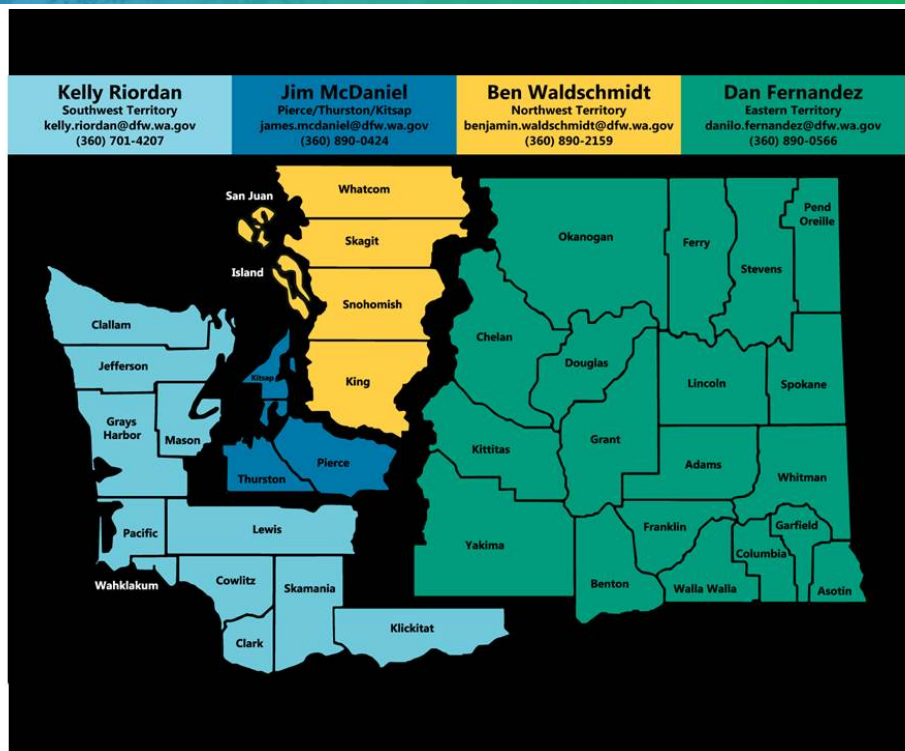 Kelly Riordan
Southwest Territory
kelly.riordan@dfw.wa.gov
(360) 701-4207
Jim McDaniel
Pierce/Thurston/Kitsap
james.mcdaniel@dfw.wa.gov
(360) 890-0424
Ben Waldschmidt
Northwest Territory
benjamin.waldschmidt@dfw.wa.gov
(360) 890-2159
Dan Fernandez
Eastern Territory
danilo.fernandez@dfw.wa.gov
(360) 890-0566
San Juan
Whatcom
Skagit
Island
Snohomish
King
Clallam
Jefferson
Grays
Harbor
Mason
Kitsap
Thurston
Pierce
Pacific
Lewis
Wahklakum
Cowlitz
Skamania
Clark
Klickitat
Okanogan
Ferry
Stevens
Pend
Oreille
Chelan
Douglas
Lincoln
Spokane
Kittitas
Grant
Adams
Whitman
Yakima
Franklin
Benton
Walla Walla
Columbia
Garfield
Asotin